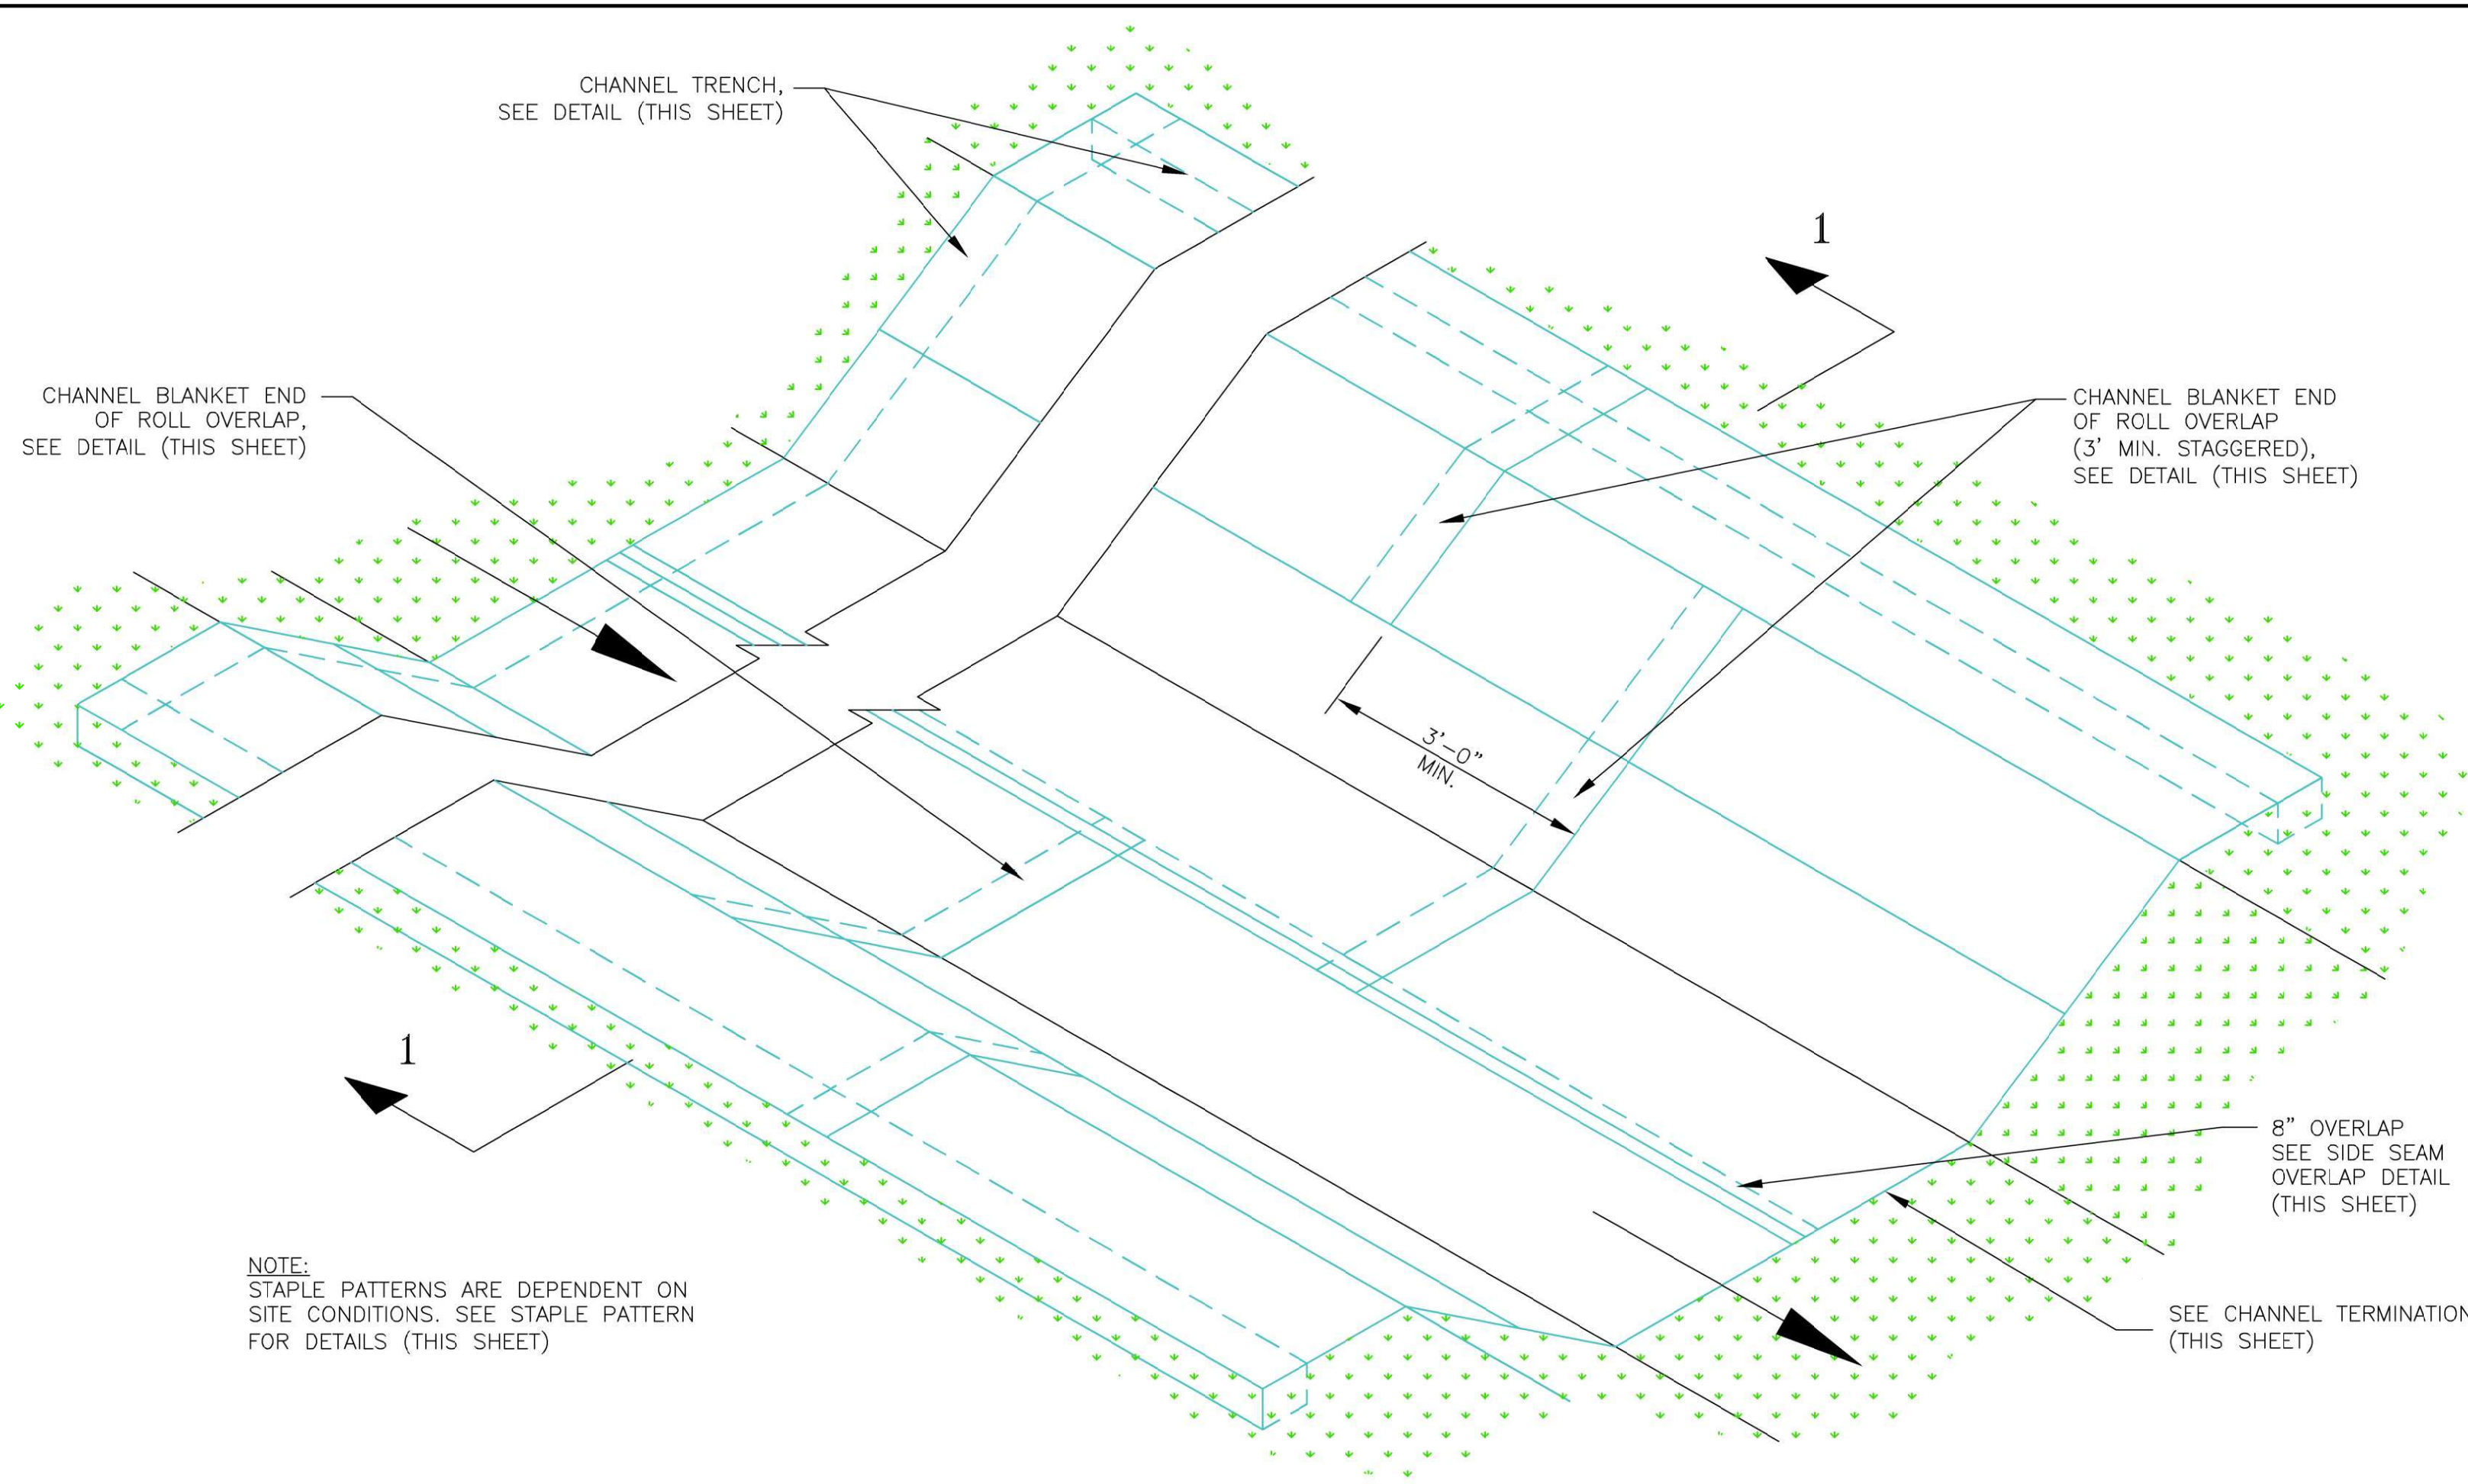 CHANNEL TRENCH,
SEE DETAIL (THIS SHEET)
1
CHANNEL BLANKET END
OF ROLL OVERLAP,
SEE DETAIL (THIS SHEET)
CHANNEL BLANKET END
OF ROLL OVERLAP
(3' MIN. STAGGERED),
SEE DETAIL (THIS SHEET)
3'-0"
MIN.
1
8" OVERLAP
SEE SIDE SEAM
OVERLAP DETAIL
(THIS SHEET)
NOTE:
STAPLE PATTERNS ARE DEPENDENT ON
SITE CONDITIONS. SEE STAPLE PATTERN
FOR DETAILS (THIS SHEET)
SEE CHANNEL TERMINATION
(THIS SHEET)